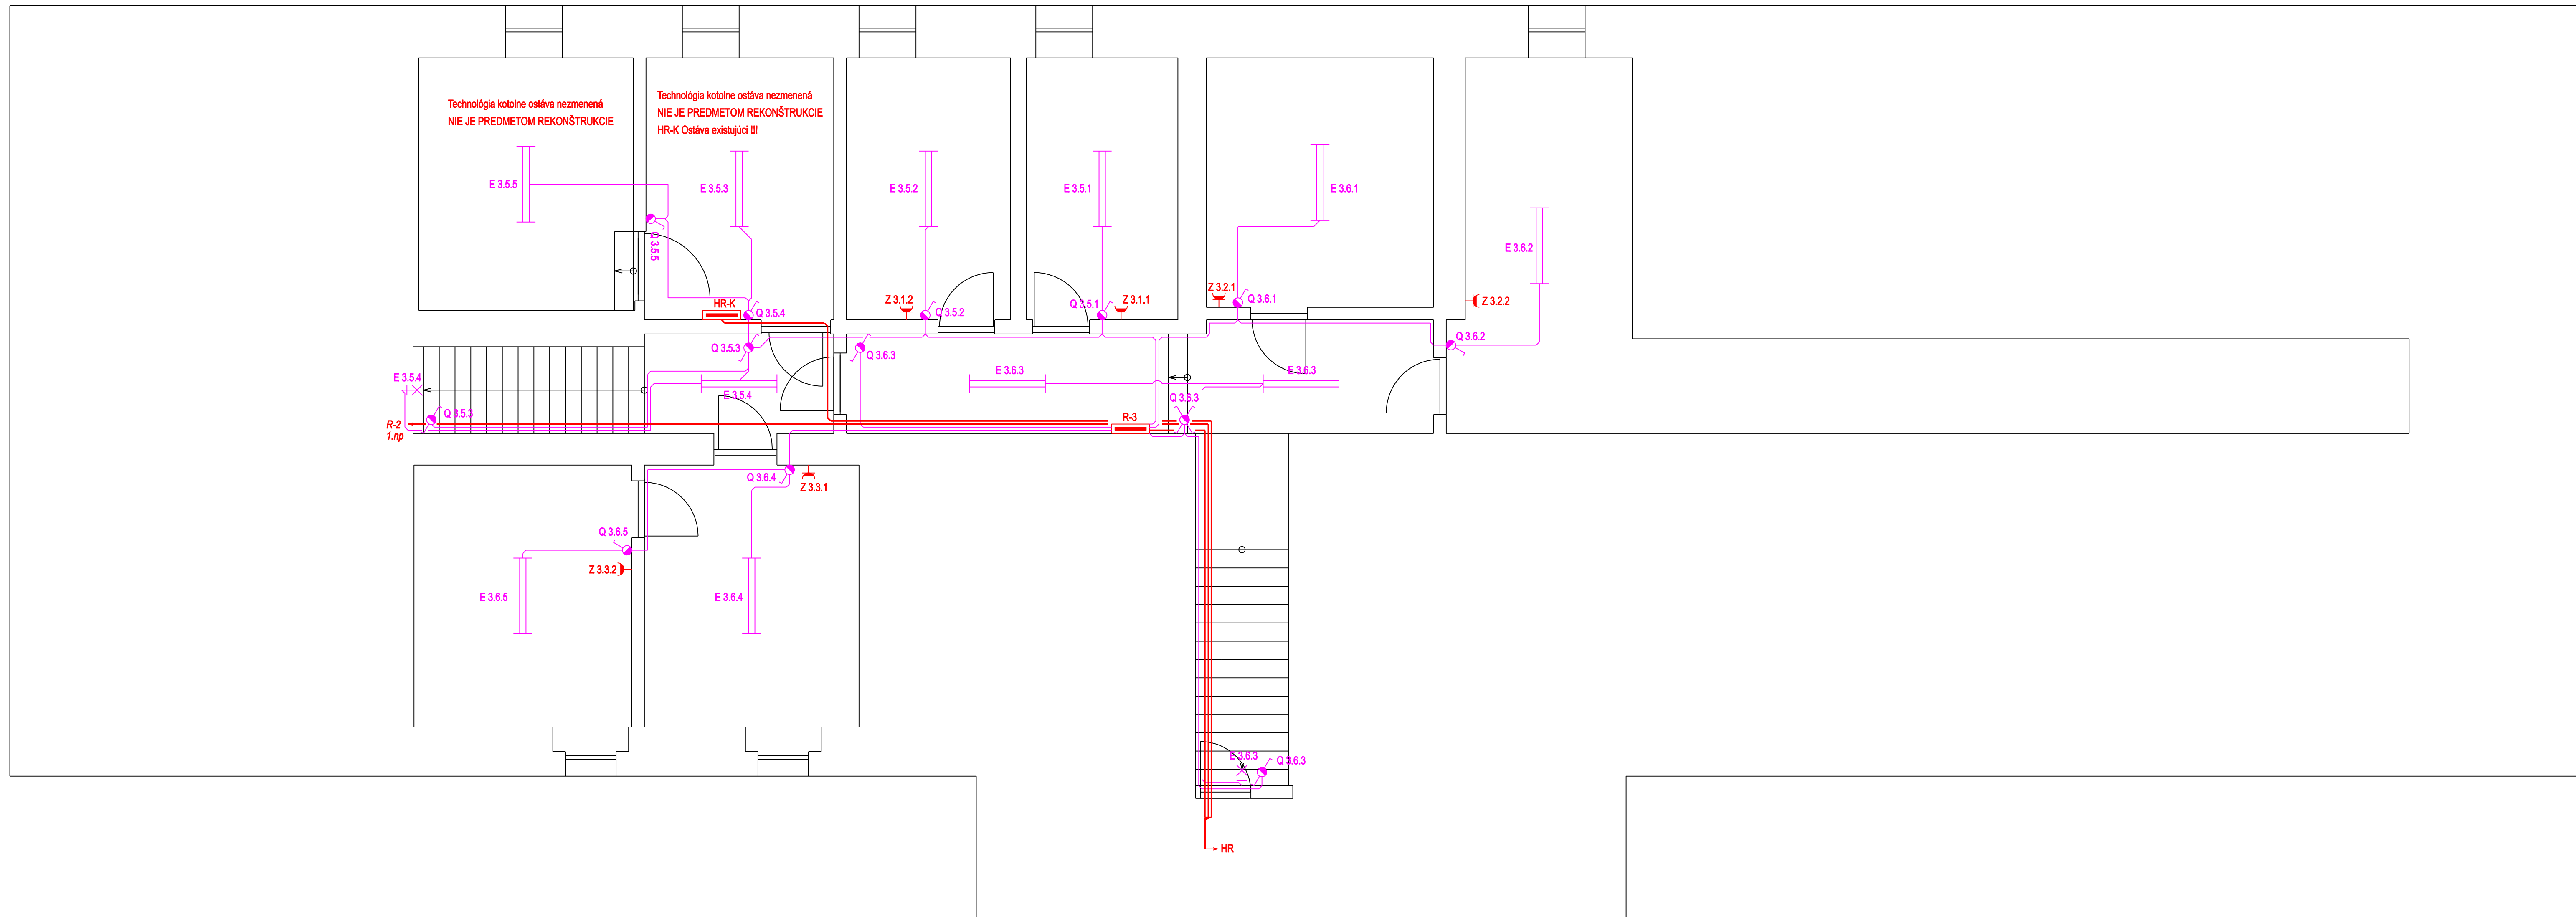 Technológia kotolne ostáva nezmenená
NIE JE PREDMETOM REKONŠTRUKCIE
Technológia kotolne ostáva nezmenená
NIE JE PREDMETOM REKONŠTRUKCIE
HR-K Ostáva existujúci !!!
E 3.5.5
E 3.5.3
E 3.5.2
E 3.5.1
E 3.6.1
E 3.6.2
Q 3.5.5
HR-K
Q 3.5.4
Z 3.1.2
Q 3.5.2
Q 3.5.1
Z 3.1.1
Z 3.2.1
Q 3.6.1
Z 3.2.2
Q 3.5.3
Q 3.6.3
Q 3.6.2
E 3.5.4
E 3.5.4
E 3.6.3
E 3.6.3
Q 3.6.3
Q 3.5.3
R-3
R-2
1.np
Q 3.6.4
Z 3.3.1
Q 3.6.5
Z 3.3.2
E 3.6.5
E 3.6.4
E 3.6.3
Q 3.6.3
HR